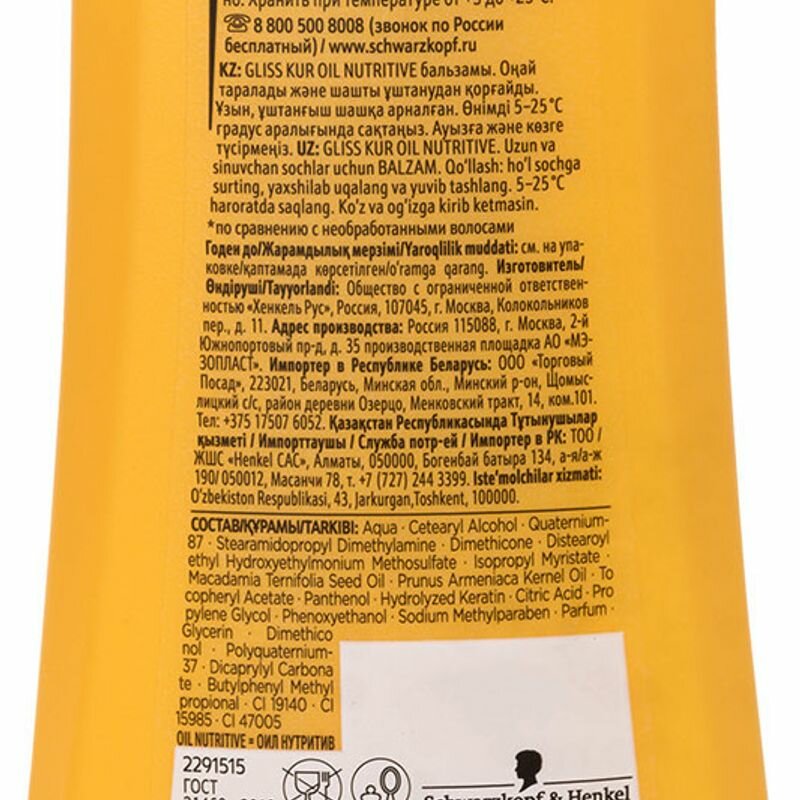 но. Хранить при температуре от +5 до +25°C.
☏ 8 800 500 8008 (звонок по России
бесплатный) / www.schwarzkopf.ru
KZ: GLISS KUR OIL NUTRITIVE бальзамы. Оңай
таралады және шашты ұштанудан қорғайды.
Ұзын, ұштанғыш шашқа арналған. Өнімді 5–25°C
градус аралығында сақтаңыз. Ауызға және көзге
түсірмеңіз. UZ: GLISS KUR OIL NUTRITIVE. Uzun va
sinuvchan sochlar uchun BALZAM. Qo'llash: ho'l sochga
surting, yaxshilab uqalang va yuvib tashlang. 5–25°C
haroratda saqlang. Ko'z va og'izga kirib ketmasin.
*по сравнению с необработанными волосами
Годен до/Жарамдылық мерзімі/Yaroqlilik muddati: см. на упа-
ковке/қаптамада көрсетілген/o'ramga qarang. Изготовитель/
Өндіруші/Tayyorlandi: Общество с ограниченной ответствен-
ностью «Хенкель Рус», Россия, 107045, г. Москва, Колокольников
пер., д. 11. Адрес производства: Россия 115088, г. Москва, 2-й
Южнопортовый пр-д, д. 35 производственная площадка АО «МЭ-
ЗОПЛАСТ». Импортер в Республике Беларусь: ООО «Торговый
Посад», 223021, Беларусь, Минская обл., Минский р-он, Щомыс-
лицкий с/с, район деревни Озерцо, Менковский тракт, 14, ком.101.
Тел: +375 17507 6052. Қазақстан Республикасында Тұтынушылар
қызметі / Импорттаушы / Служба потр-ей / Импортер в РК: ТОО /
ЖШС «Henkel САС», Алматы, 050000, Богенбай батыра 134, а-я/а-ж
190/ 050012, Масанчи 78, т. +7 (727) 244 3399. Iste'molchilar xizmati:
O'zbekiston Respublikasi, 43, Jarkurgan,Toshkent, 100000.
СОСТАВ/ҚҰРАМЫ/TARKIBI: Aqua · Cetearyl Alcohol · Quaternium-
87 · Stearamidopropyl Dimethylamine · Dimethicone · Distearoyl
ethyl Hydroxyethylmonium Methosulfate · Isopropyl Myristate ·
Macadamia Ternifolia Seed Oil · Prunus Armeniaca Kernel Oil · To
copheryl Acetate · Panthenol · Hydrolyzed Keratin · Citric Acid · Pro
pylene Glycol · Phenoxyethanol · Sodium Methylparaben · Parfum ·
Glycerin · Dimethico
nol · Polyquaternium-
37 · Dicaprylyl Carbona
te · Butylphenyl Methyl
propional · CI 19140 · CI
15985 · CI 47005
OIL NUTRITIVE = ОИЛ НУТРИТИВ
2291515
ГОСТ
Schwarzkopf & Henkel